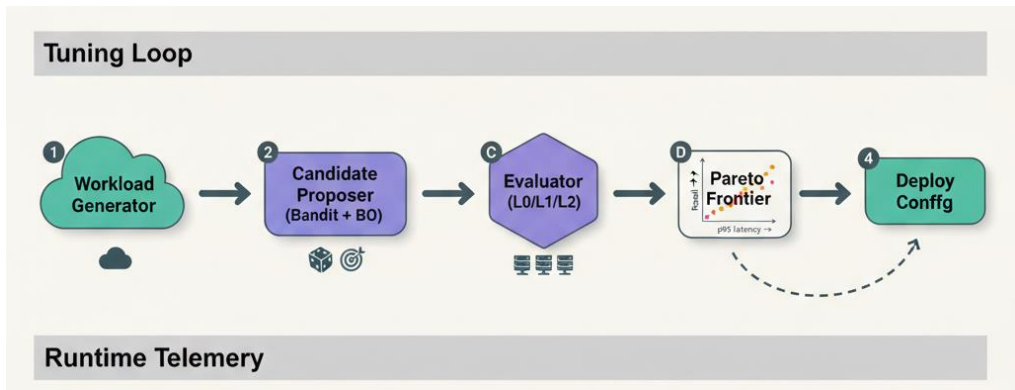 Tuning Loop
1
Workload
Generator
2
Candidate
Proposer
(Bandit + BO)
C
Evaluator
(L0/L1/L2)
D
Pareto
Frontier
p95 latency →
4
Deploy
Conffg
Runtime Telemery